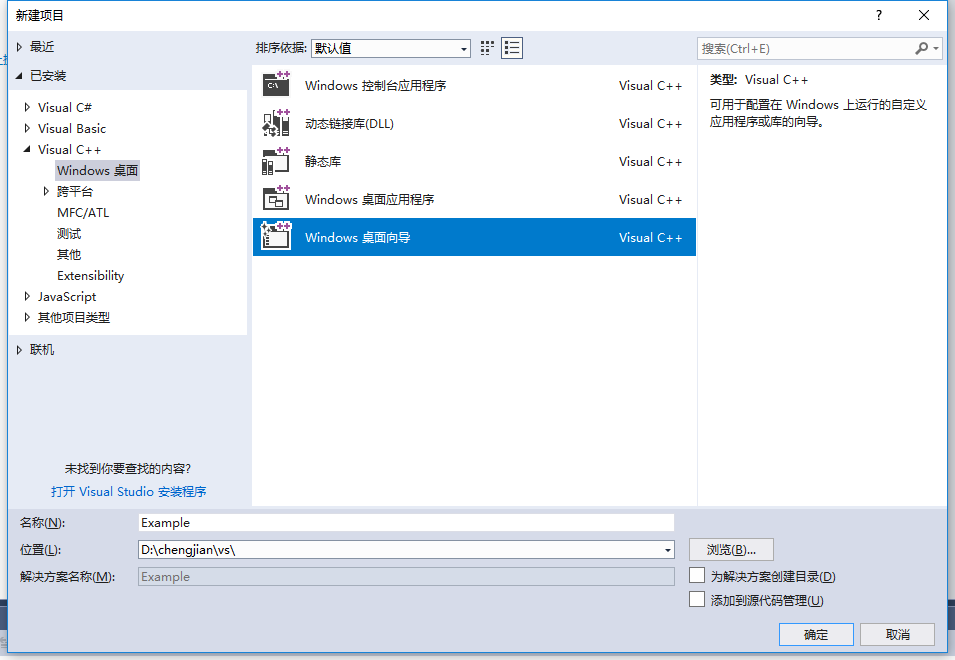 新建项目
?
最近
排序依据: 默认值
搜索(Ctrl+E)
已安装
Visual C#
Visual Basic
Visual C++
Windows 桌面
跨平台
MFC/ATL
测试
其他
Extensibility
JavaScript
其他项目类型
联机
未找到你要查找的内容?
打开 Visual Studio 安装程序
Windows 控制台应用程序 Visual C++
动态链接库(DLL) Visual C++
静态库 Visual C++
Windows 桌面应用程序 Visual C++
Windows 桌面向导 Visual C++
类型: Visual C++
可用于配置在 Windows 上运行的自定义
应用程序或库的向导。
名称(N): Example
位置(L): D:\chengjian\vs\ 浏览(B)...
解决方案名称(M): Example 为解决方案创建目录(D)
添加到源代码管理(U)
确定 取消